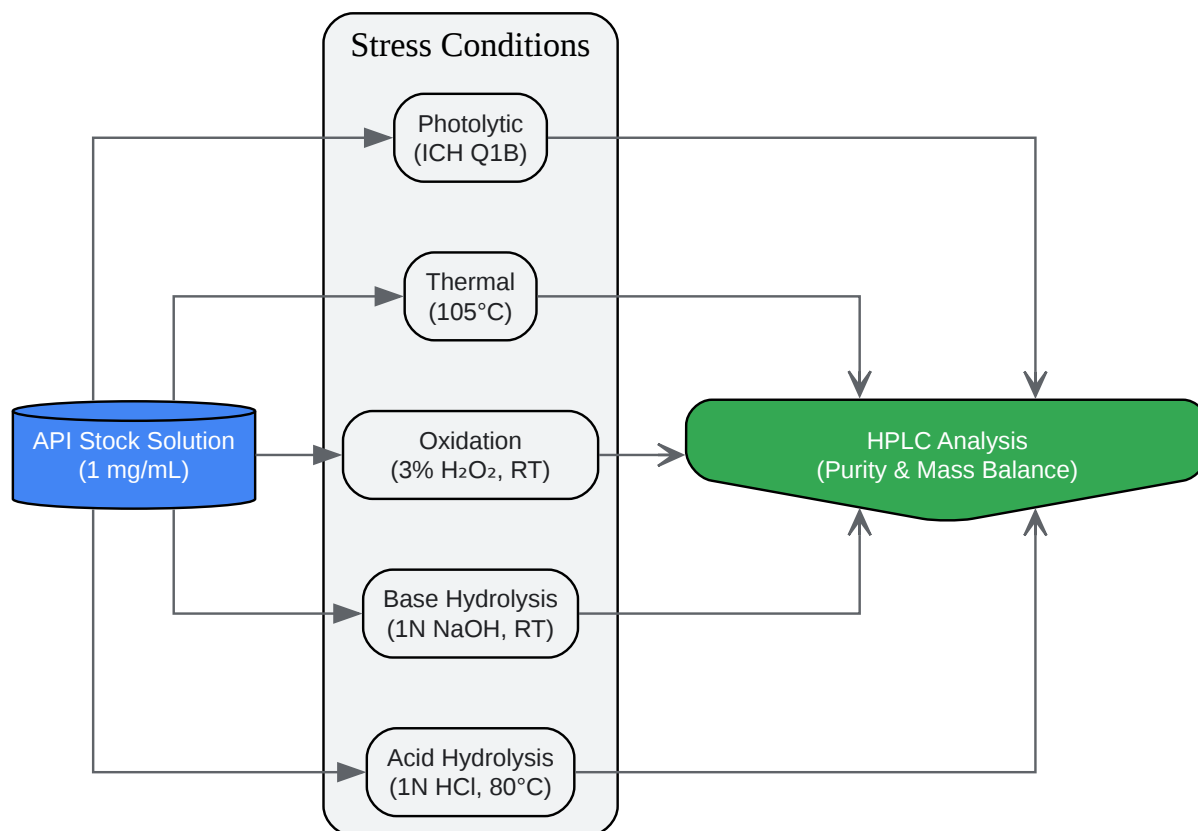 Stress Conditions
Photolytic
(ICH Q1B)
Thermal
(105°C)
API Stock Solution
(1 mg/mL)
Oxidation
(3% H₂O₂, RT)
HPLC Analysis
(Purity & Mass Balance)
Base Hydrolysis
(1N NaOH, RT)
Acid Hydrolysis
(1N HCl, 80°C)